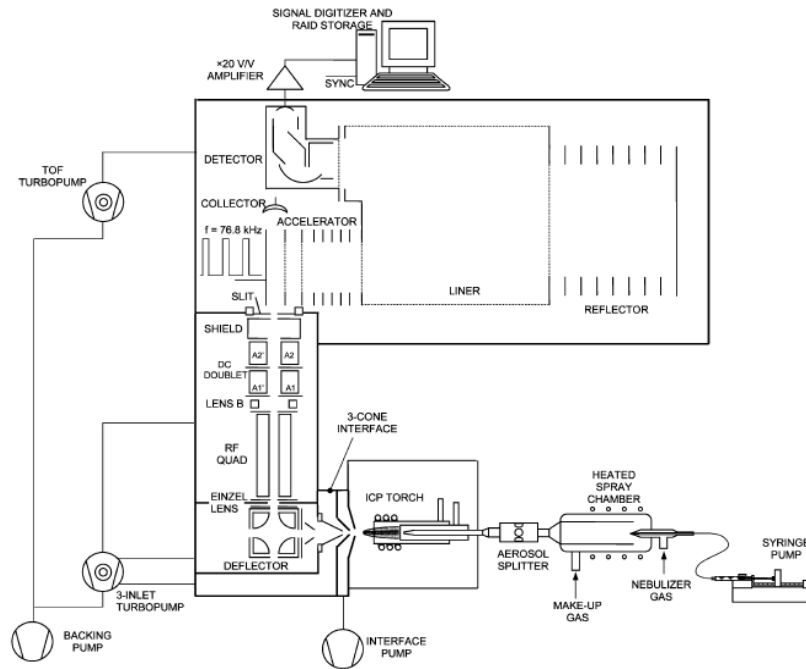 SIGNAL DIGITIZER AND
RAID STORAGE
×20 V/V
AMPLIFIER
SYNC
DETECTOR
TOF
TURBOPUMP
COLLECTOR
ACCELERATOR
f = 76.8 kHz
LINER
REFLECTOR
SLIT
SHIELD
A2' A2
DC
DOUBLET
A1' A1
LENS B
3-CONE
INTERFACE
RF
QUAD
ICP TORCH
HEATED
SPRAY
CHAMBER
EINZEL
LENS
AEROSOL
SPLITTER
SYRINGE
PUMP
DEFLECTOR
3-INLET
TURBOPUMP
NEBULIZER
GAS
MAKE-UP
GAS
BACKING
PUMP
INTERFACE
PUMP